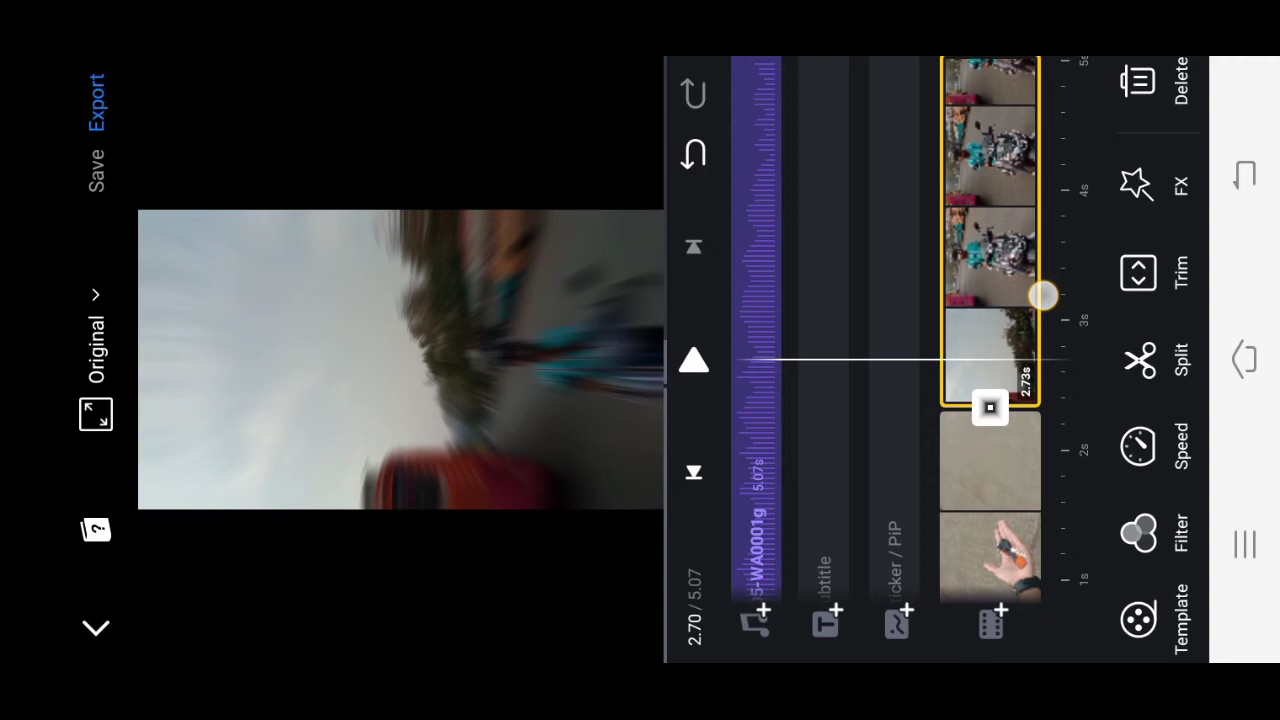 Save
Export
?
Original
2.70 / 5.07
5-WA0001g 5.07s
ubtitle
icker / PiP
2.73s
1s
2s
3s
4s
5s
Template
Filter
Speed
Split
Trim
FX
Delete
T